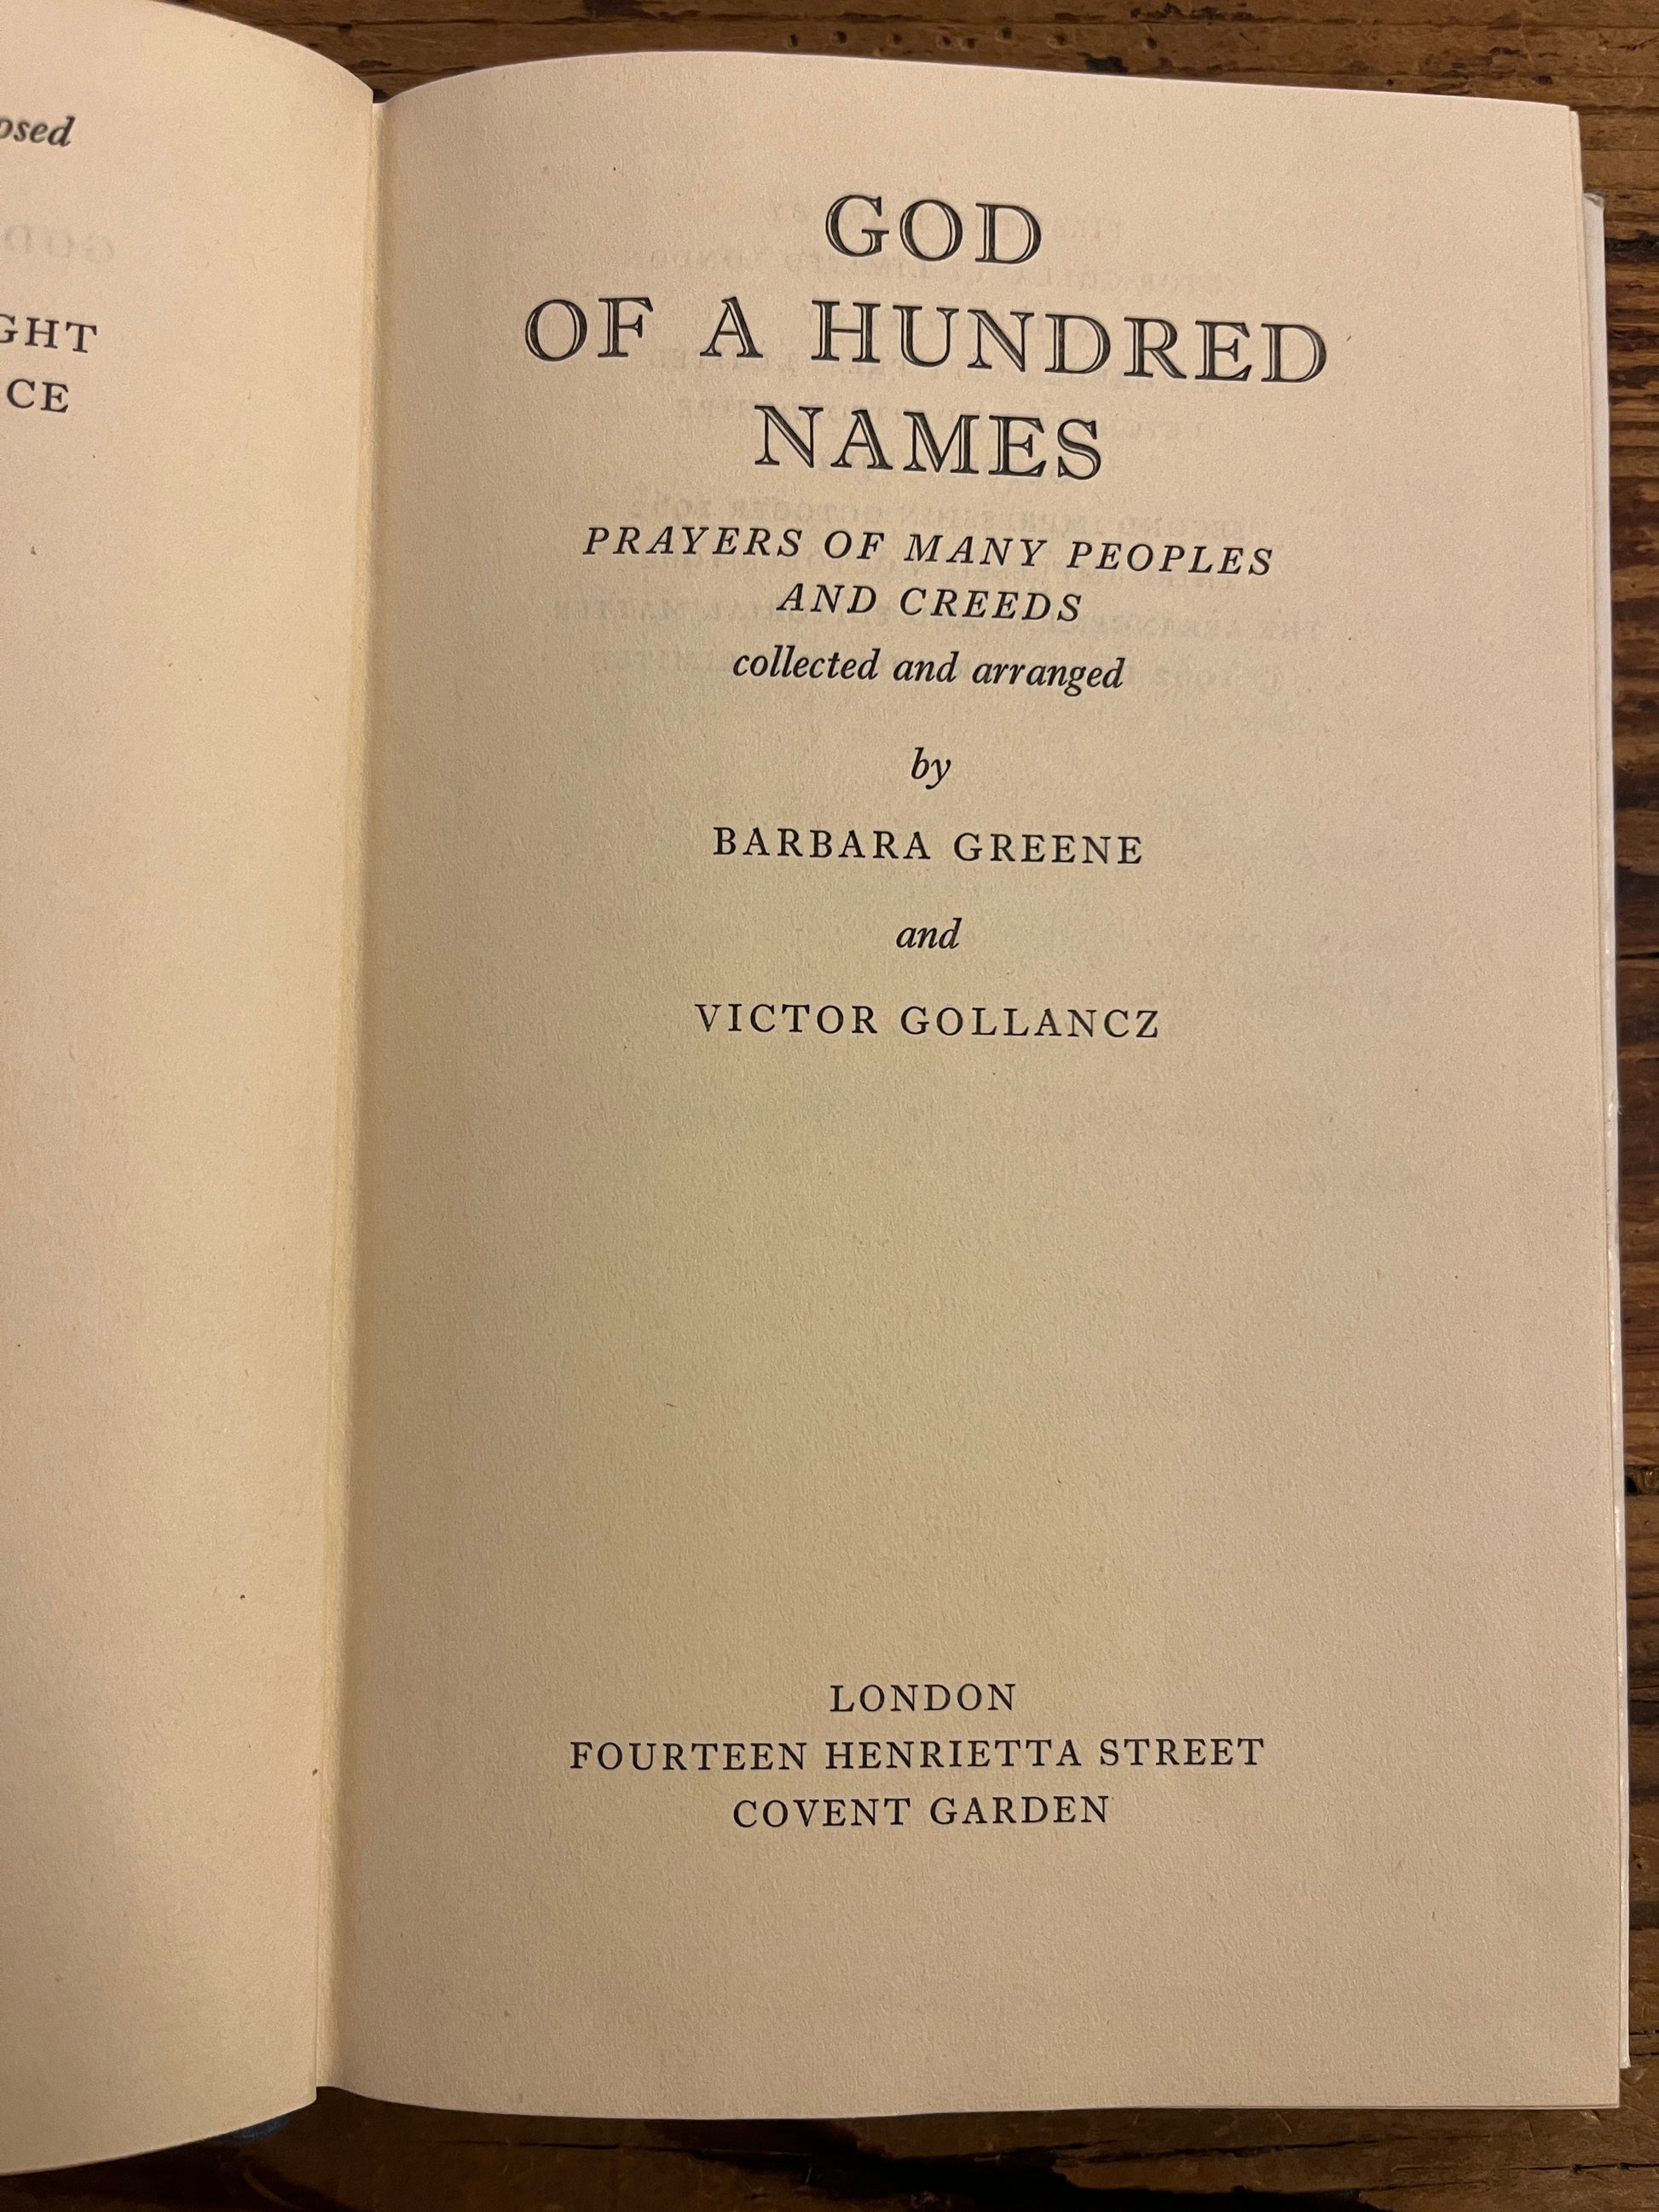 osed
GHT
CE
GOD
OF A HUNDRED
NAMES
PRAYERS OF MANY PEOPLES
AND CREEDS
collected and arranged
by
BARBARA GREENE
and
VICTOR GOLLANCZ
LONDON
FOURTEEN HENRIETTA STREET
COVENT GARDEN